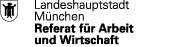 Landeshauptstadt
München
Referat für Arbeit
und Wirtschaft